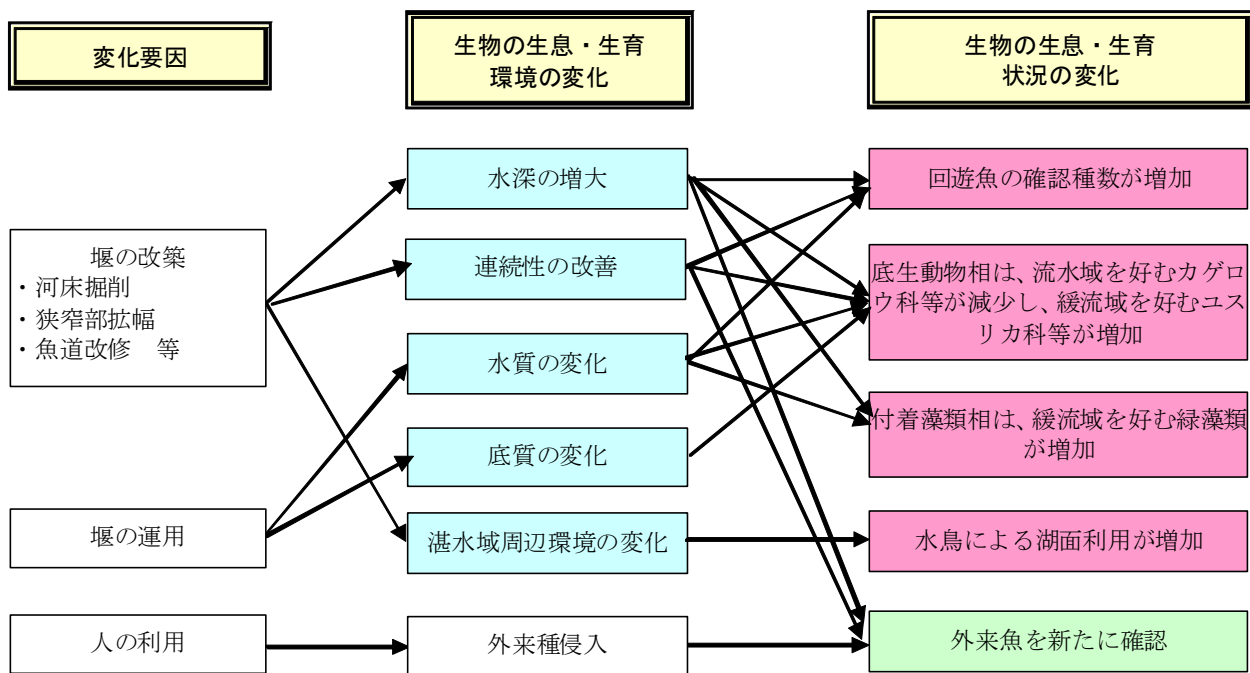 変化要因
生物の生息・生育
環境の変化
生物の生息・生育
状況の変化
堰の改築
・河床掘削
・狭窄部拡幅
・魚道改修　等
堰の運用
人の利用
水深の増大
連続性の改善
水質の変化
底質の変化
湛水域周辺環境の変化
外来種侵入
回遊魚の確認種数が増加
底生動物相は、流水域を好むカゲロ
ウ科等が減少し、緩流域を好むユス
リカ科等が増加
付着藻類相は、緩流域を好む緑藻類
が増加
水鳥による湖面利用が増加
外来魚を新たに確認